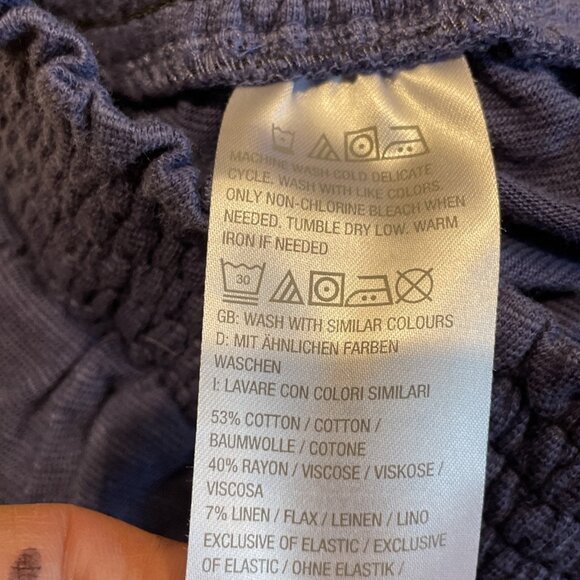 MACHINE WASH COLD DELICATE
CYCLE. WASH WITH LIKE COLORS.
ONLY NON-CHLORINE BLEACH WHEN
NEEDED. TUMBLE DRY LOW. WARM
IRON IF NEEDED
30
GB: WASH WITH SIMILAR COLOURS
D: MIT ÄHNLICHEN FARBEN
WASCHEN
I: LAVARE CON COLORI SIMILARI
53% COTTON / COTTON /
BAUMWOLLE / COTONE
40% RAYON / VISCOSE / VISKOSE /
VISCOSA
7% LINEN / FLAX / LEINEN / LINO
EXCLUSIVE OF ELASTIC / EXCLUSIVE
OF ELASTIC / OHNE ELASTIK /